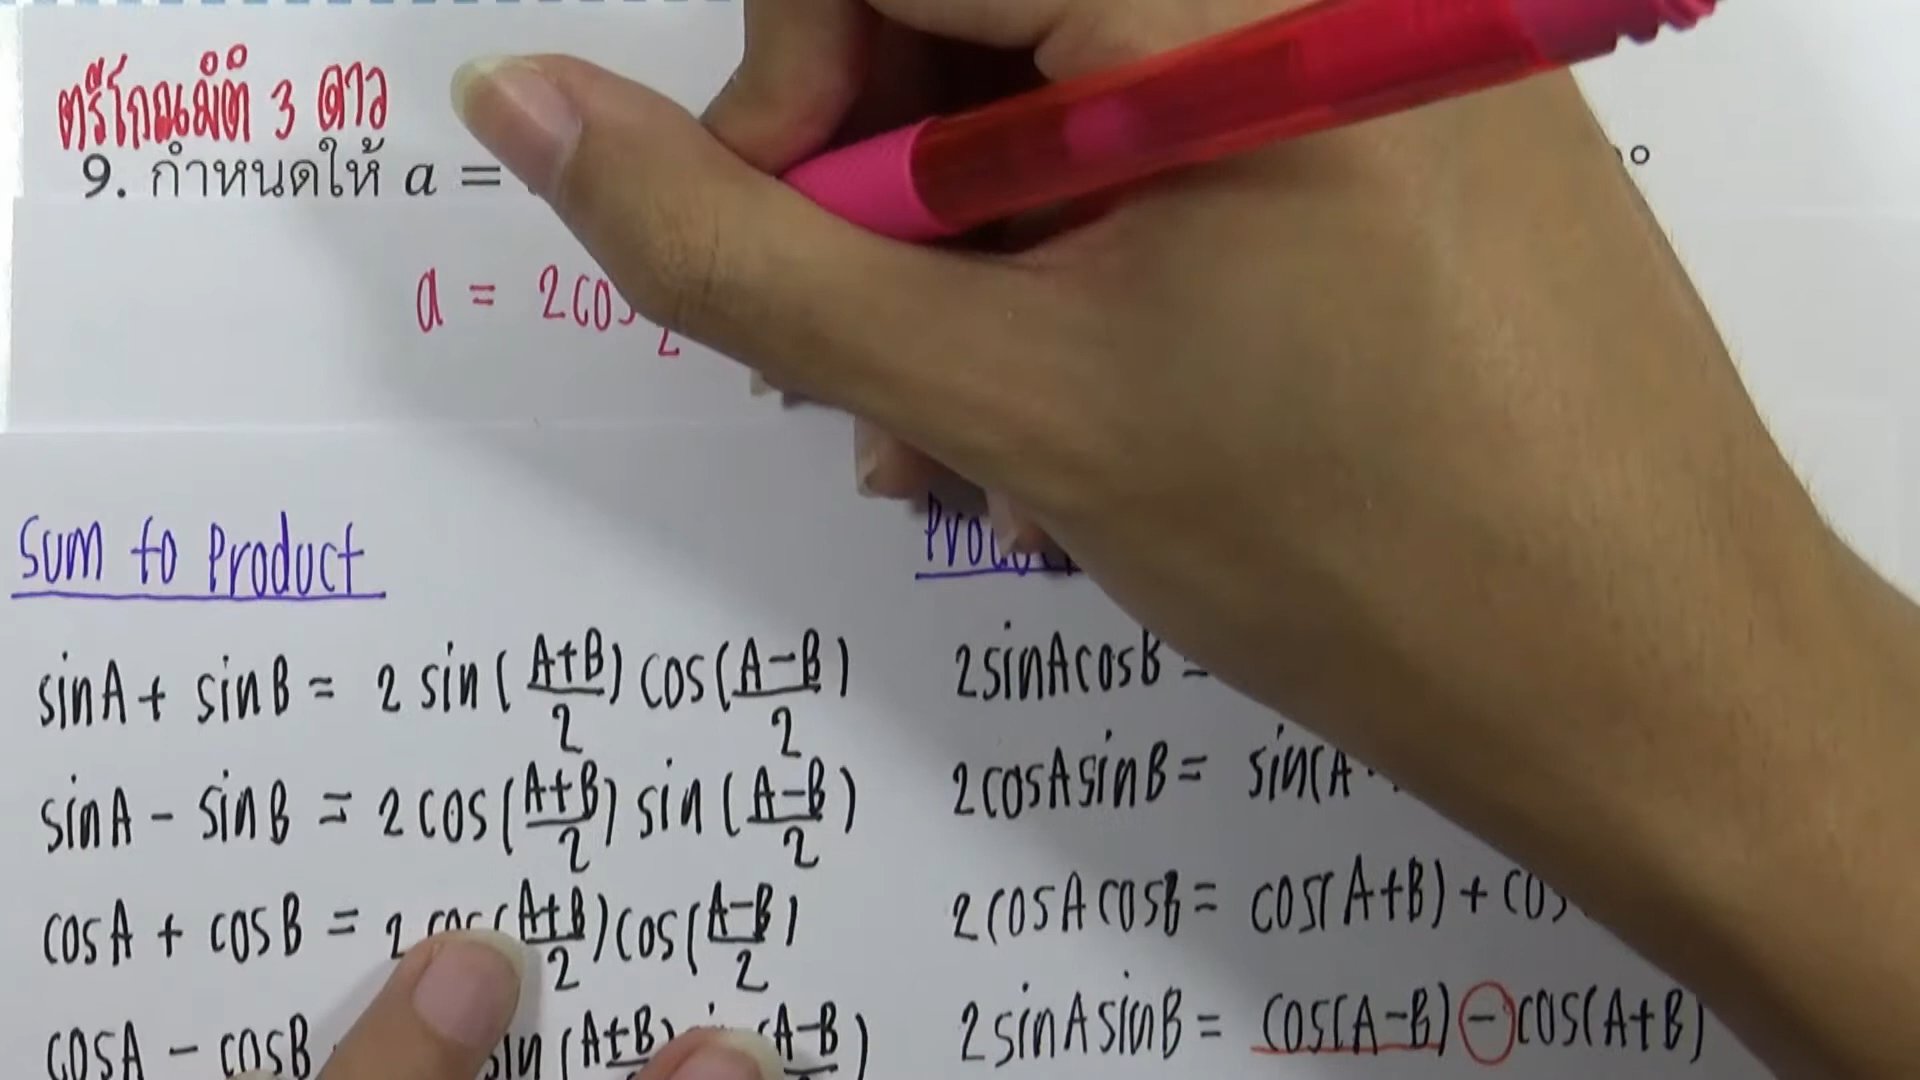 ตรีโกณมิติ 3 ดาว
9. กำหนดให้ a =
a = 2cos
2
Sum to Product
sinA + sinB = 2 sin(A+B/2) cos(A-B/2)
sinA - sinB = 2 cos(A+B/2) sin(A-B/2)
cosA + cosB = 2 cos(A+B/2) cos(A-B/2)
cosA - cosB sin(A+B (A-B)
2sinAcosB =
2cosAsinB = sin(A
2cosAcosB = cos(A+B) +
2sinAsinB = cos(A-B) - cos(A+B)